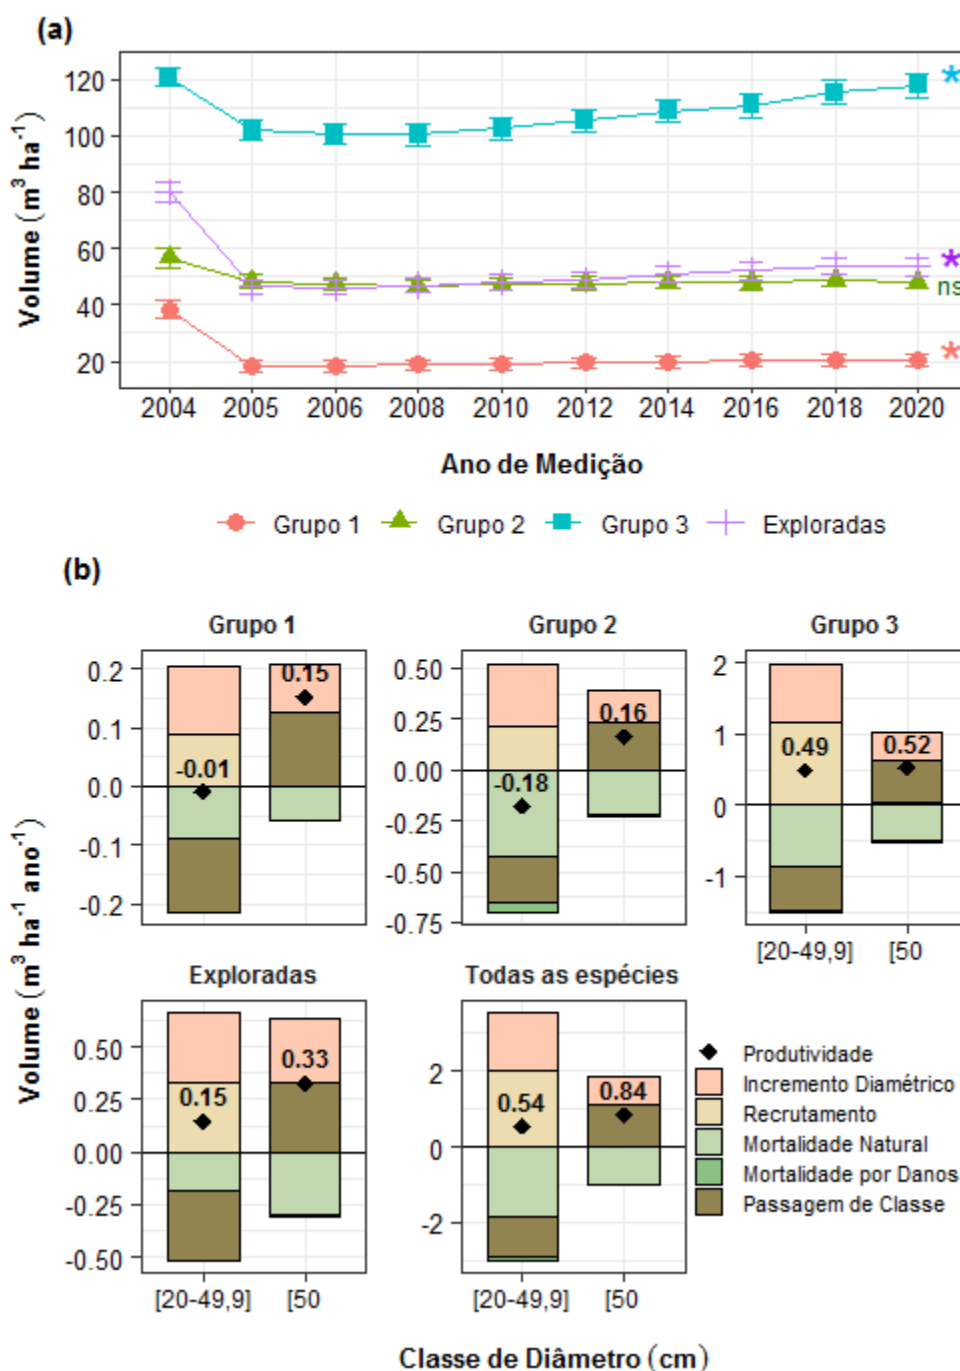 (a)
Volume (m³ ha⁻¹)
120
100
80
60
40
20
*
*
ns
*
2004 2005 2006 2008 2010 2012 2014 2016 2018 2020
Ano de Medição
Grupo 1 Grupo 2 Grupo 3 Exploradas
(b)
Volume (m³ ha⁻¹ ano⁻¹)
Grupo 1
0.2
0.1
0.0
-0.1
-0.2
-0.01
0.15
Grupo 2
0.50
0.25
0.00
-0.25
-0.50
-0.75
-0.18
0.16
Grupo 3
2
1
0
-1
0.49
0.52
[20-49,9] [50
Exploradas
0.50
0.25
0.00
-0.25
-0.50
0.15
0.33
[20-49,9] [50
Todas as espécies
2
0
-2
0.54
0.84
[20-49,9] [50
Produtividade
Incremento Diamétrico
Recrutamento
Mortalidade Natural
Mortalidade por Danos
Passagem de Classe
Classe de Diâmetro (cm)